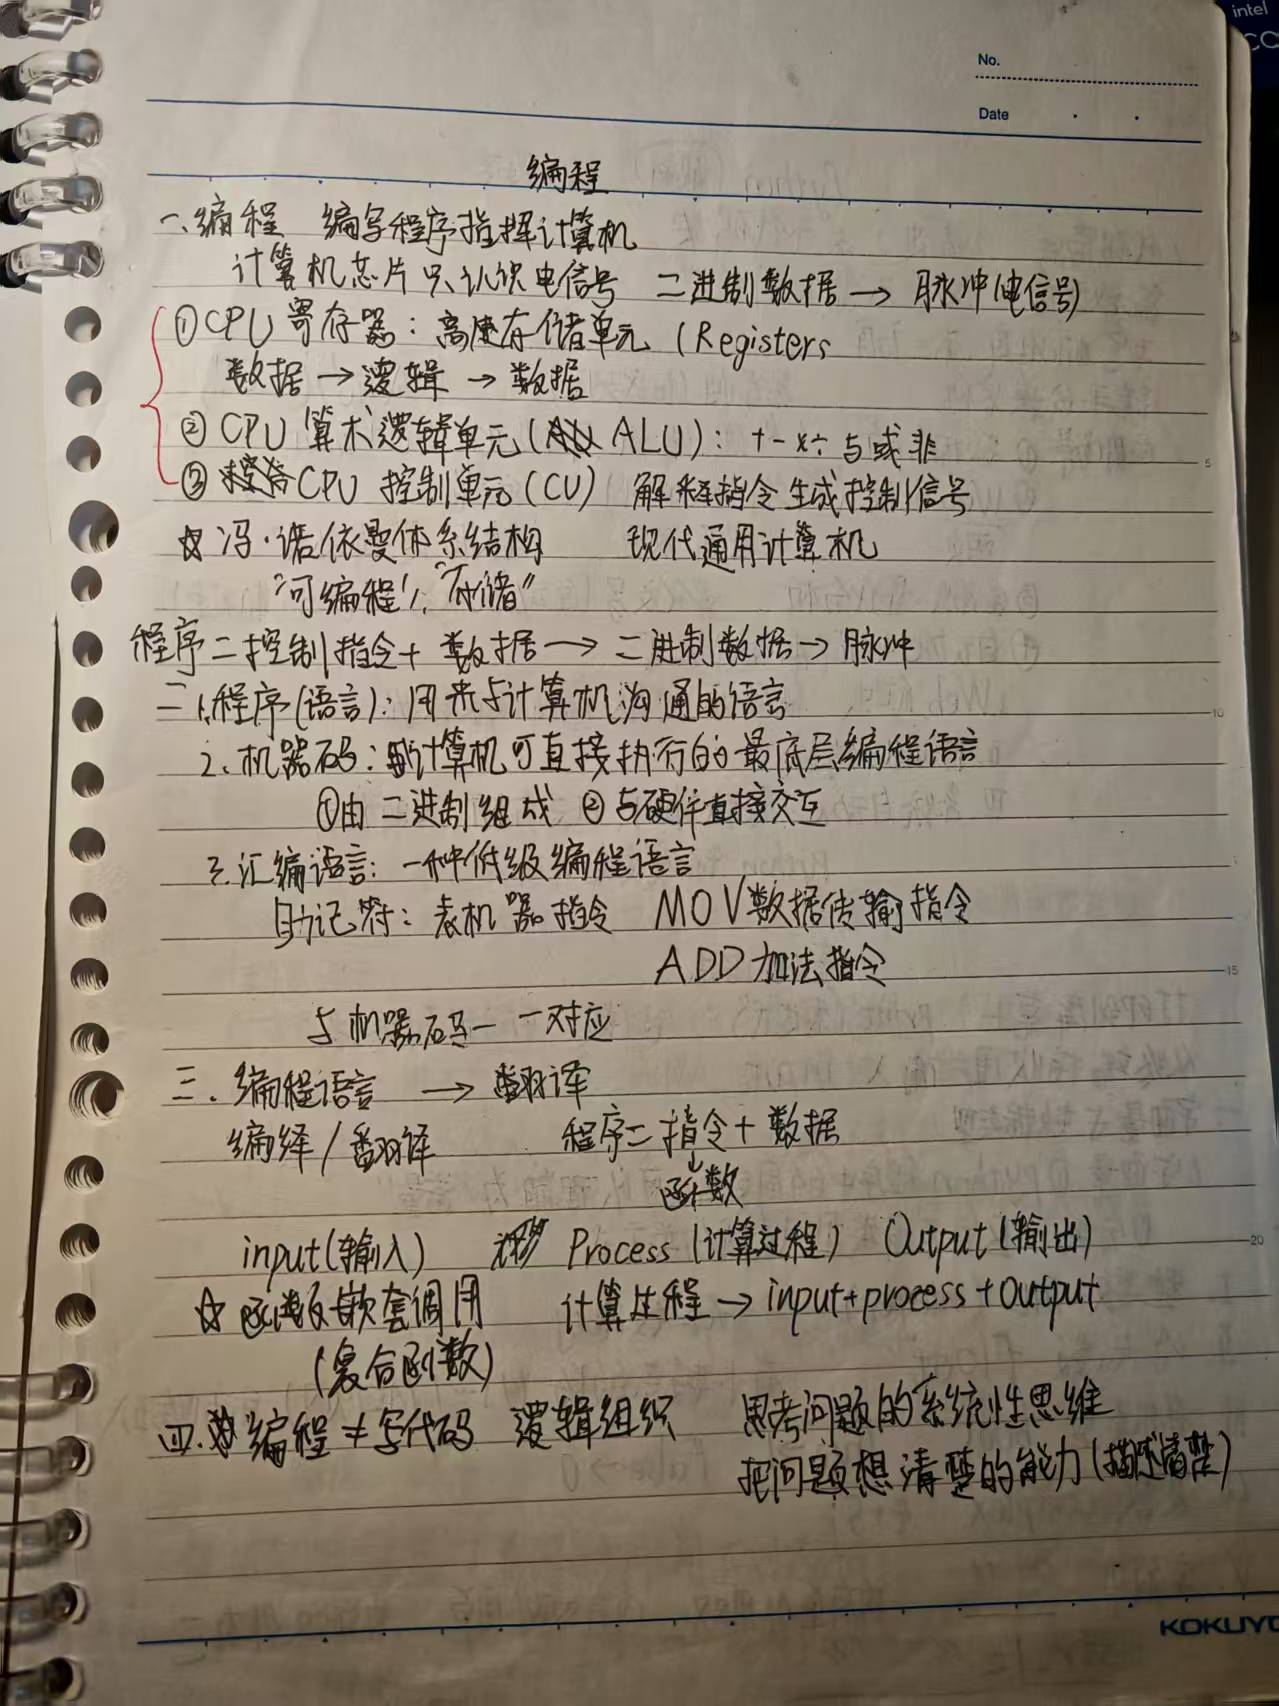 intel
No.
Date
编程
一、编程 编写程序指挥计算机
计算机芯片只认识电信号 二进制数据→脉冲(电信号)
①CPU寄存器：高速存储单元 (Registers
数据→逻辑→数据
②CPU算术逻辑单元(ALU)：+-×÷与或非
③CPU控制单元(CU) 解释指令生成控制信号
☆冯·诺依曼体系结构 现代通用计算机
"可编程"、"存储"
程序=控制指令+数据→二进制数据→脉冲
二、1.程序(语言)：用来与计算机沟通的语言
2、机器码：计算机可直接执行的最底层编程语言
①由二进制组成 ②与硬件直接交互
3.汇编语言：一种低级编程语言
助记符：表机器指令 MOV数据传输指令
ADD加法指令
与机器码一一对应
三.编程语言→翻译
编绎/翻译 程序=指令+数据
↓
函数
input(输入) Process(计算过程) Output(输出)
☆函数嵌套调用 计算过程→input+process+output
(复合函数)
四.编程≠写代码 逻辑组织 思考问题的系统性思维
把问题想清楚的能力(描述清楚)
5
10
15
20
KOKUYO